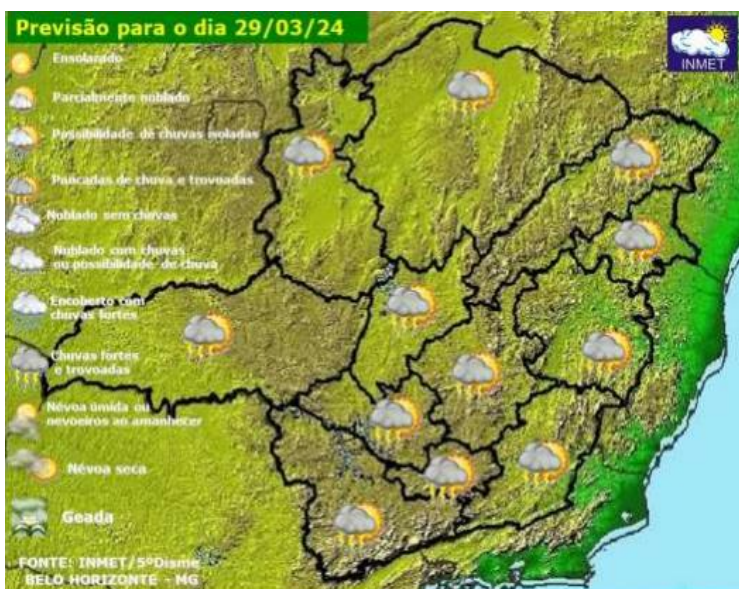 Previsão para o dia 29/03/24
INMET
Ensolarado
Parcialmente nublado
Possibilidade de chuvas isoladas
Pancadas de chuva e trovoadas
Nublado sem chuvas
Nublado com chuvas
ou possibilidade de chuva
Encoberto com
chuvas fortes
Chuvas fortes
e trovoadas
Névoa úmida ou
nevoeiros ao amanhecer
Névoa seca
Geada
FONTE: INMET/5ºDisme
BELO HORIZONTE - MG